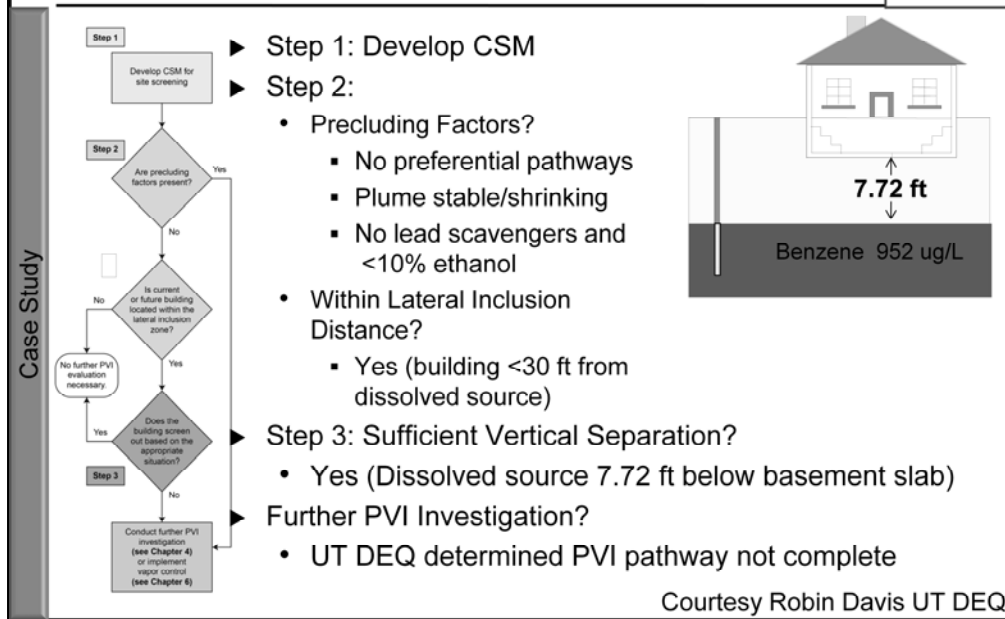 Case Study
Step 1
Develop CSM for
site screening
Step 2
Are precluding
factors present?
Yes
No
Is current
or future building
located within the
lateral inclusion
zone?
No
Yes
No further PVI
evaluation
necessary.
Does the
building screen
out based on the
appropriate
situation?
Yes
Step 3
No
Conduct further PVI
investigation
(see Chapter 4)
or implement
vapor control
(see Chapter 6)
► Step 1: Develop CSM
► Step 2:
• Precluding Factors?
▪ No preferential pathways
▪ Plume stable/shrinking
▪ No lead scavengers and
<10% ethanol
• Within Lateral Inclusion
Distance?
▪ Yes (building <30 ft from
dissolved source)
► Step 3: Sufficient Vertical Separation?
• Yes (Dissolved source 7.72 ft below basement slab)
► Further PVI Investigation?
• UT DEQ determined PVI pathway not complete
7.72 ft
Benzene 952 ug/L
Courtesy Robin Davis UT DEQ